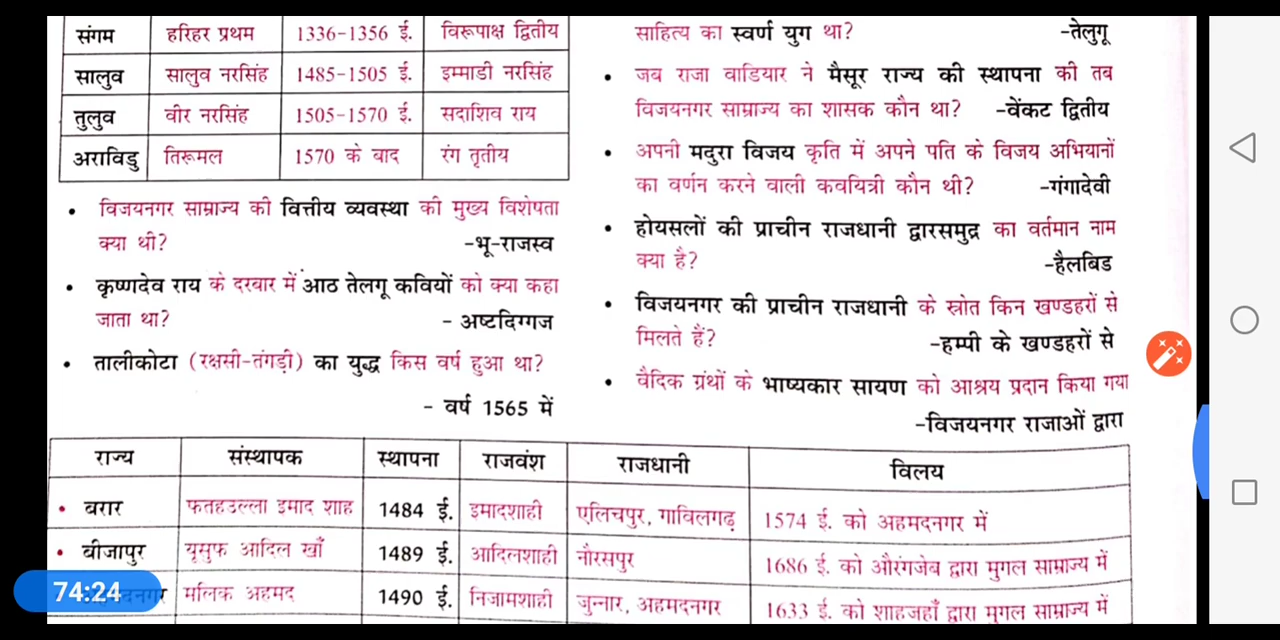 संगम हरिहर प्रथम 1336-1356 ई. विरूपाक्ष द्वितीय
सालुव सालुव नरसिंह 1485-1505 ई. इम्माडी नरसिंह
तुलुव वीर नरसिंह 1505-1570 ई. सदाशिव राय
अराविडु तिरूमल 1570 के बाद रंग तृतीय
• विजयनगर साम्राज्य की वित्तीय व्यवस्था की मुख्य विशेषता
क्या थी? -भू-राजस्व
• कृष्णदेव राय के दरबार में आठ तेलगू कवियों को क्या कहा
जाता था? - अष्टदिग्गज
• तालीकोटा (रक्षसी-तंगड़ी) का युद्ध किस वर्ष हुआ था?
- वर्ष 1565 में
साहित्य का स्वर्ण युग था? -तेलुगू
• जब राजा वाडियार ने मैसूर राज्य की स्थापना की तब
विजयनगर साम्राज्य का शासक कौन था? -वेंकट द्वितीय
• अपनी मदुरा विजय कृति में अपने पति के विजय अभियानों
का वर्णन करने वाली कवयित्री कौन थी? -गंगादेवी
• होयसलों की प्राचीन राजधानी द्वारसमुद्र का वर्तमान नाम
क्या है? -हैलबिड
• विजयनगर की प्राचीन राजधानी के स्रोत किन खण्डहरों से
मिलते हैं? -हम्पी के खण्डहरों से
• वैदिक ग्रंथों के भाष्यकार सायण को आश्रय प्रदान किया गया
-विजयनगर राजाओं द्वारा
राज्य संस्थापक स्थापना राजवंश राजधानी विलय
• बरार फतहउल्ला इमाद शाह 1484 ई. इमादशाही एलिचपुर, गाविलगढ़ 1574 ई. को अहमदनगर में
• बीजापुर यूसुफ आदिल खाँ 1489 ई. आदिलशाही नौरसपुर 1686 ई. को औरंगजेब द्वारा मुगल साम्राज्य में
मलिक अहमद 1490 ई. निजामशाही जुन्नार, अहमदनगर 1633 ई. को शाहजहाँ द्वारा मुगल साम्राज्य में
74:24